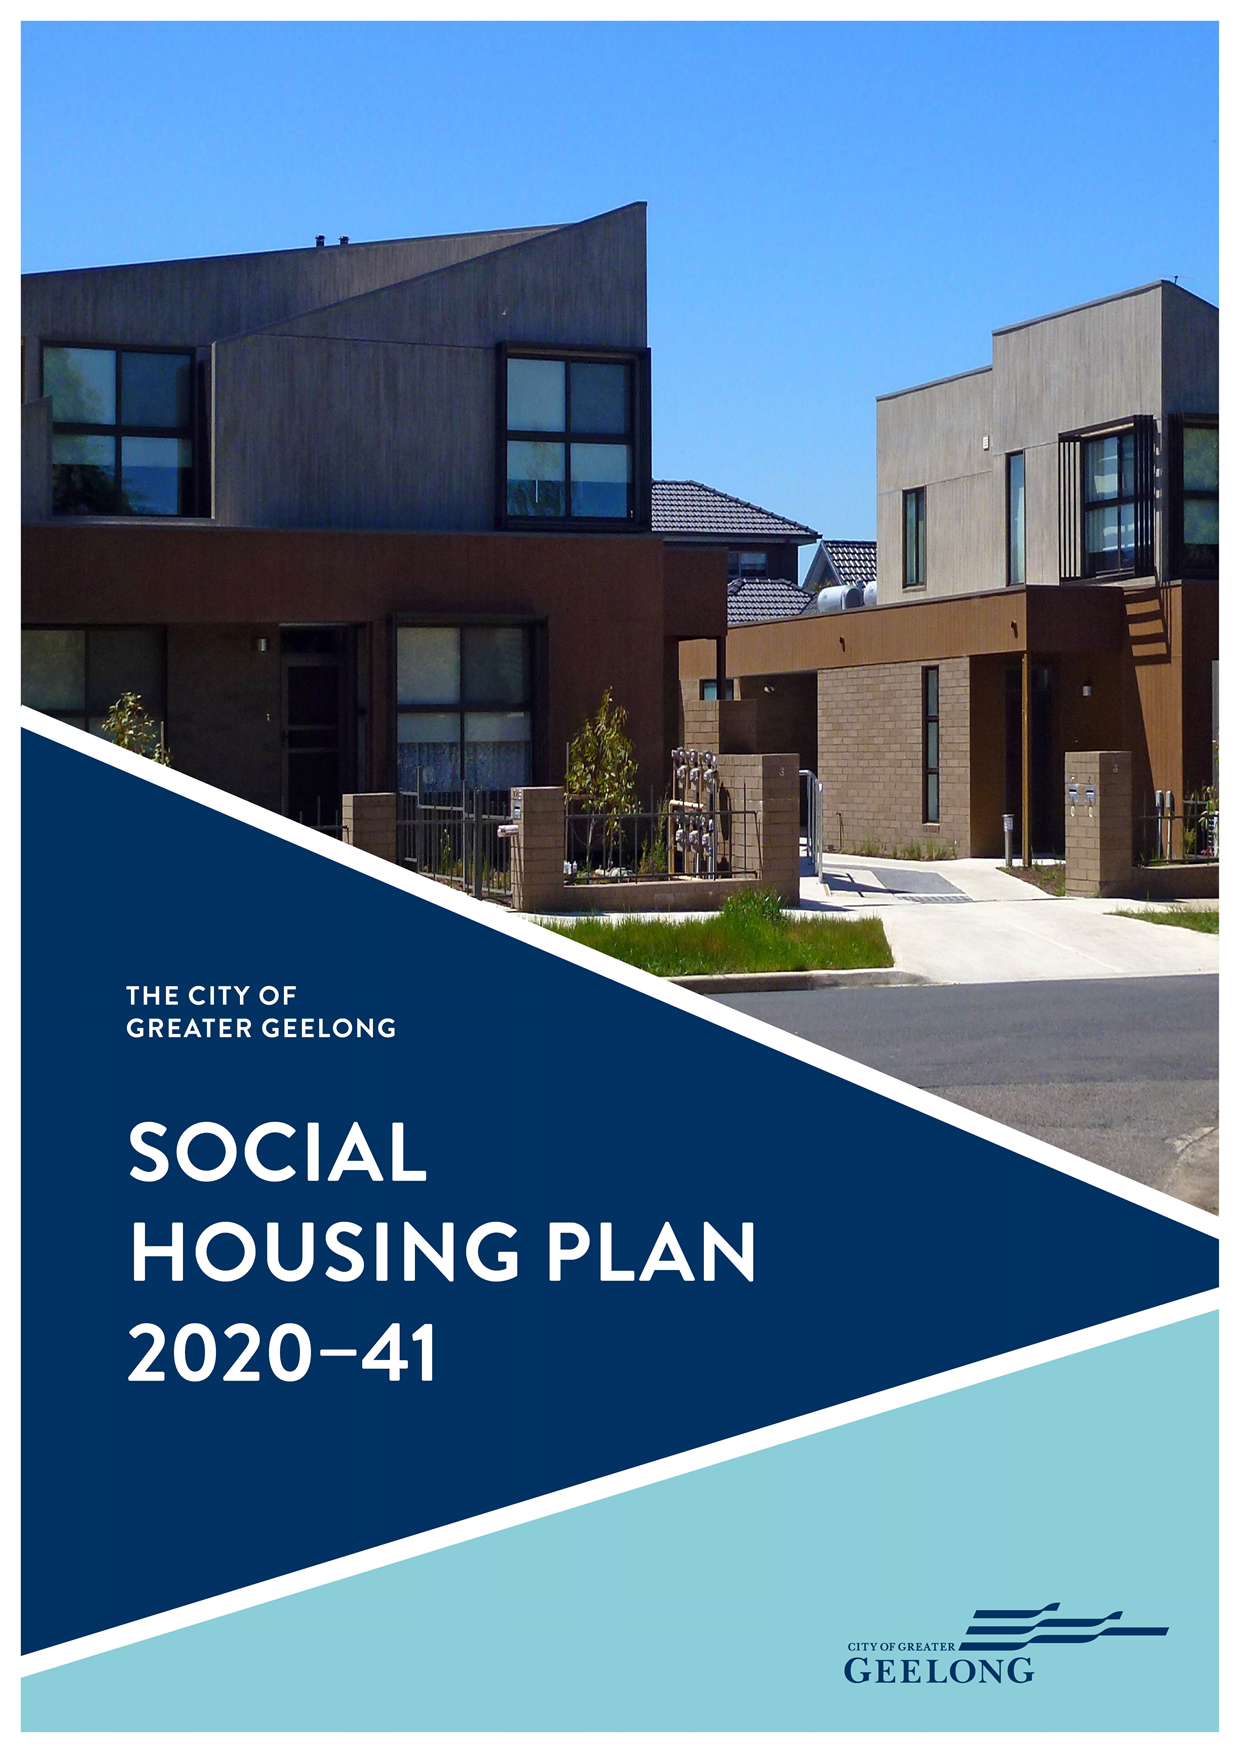 THE CITY OF
GREATER GEELONG
SOCIAL
HOUSING PLAN
2020–41
CITY OF GREATER
GEELONG